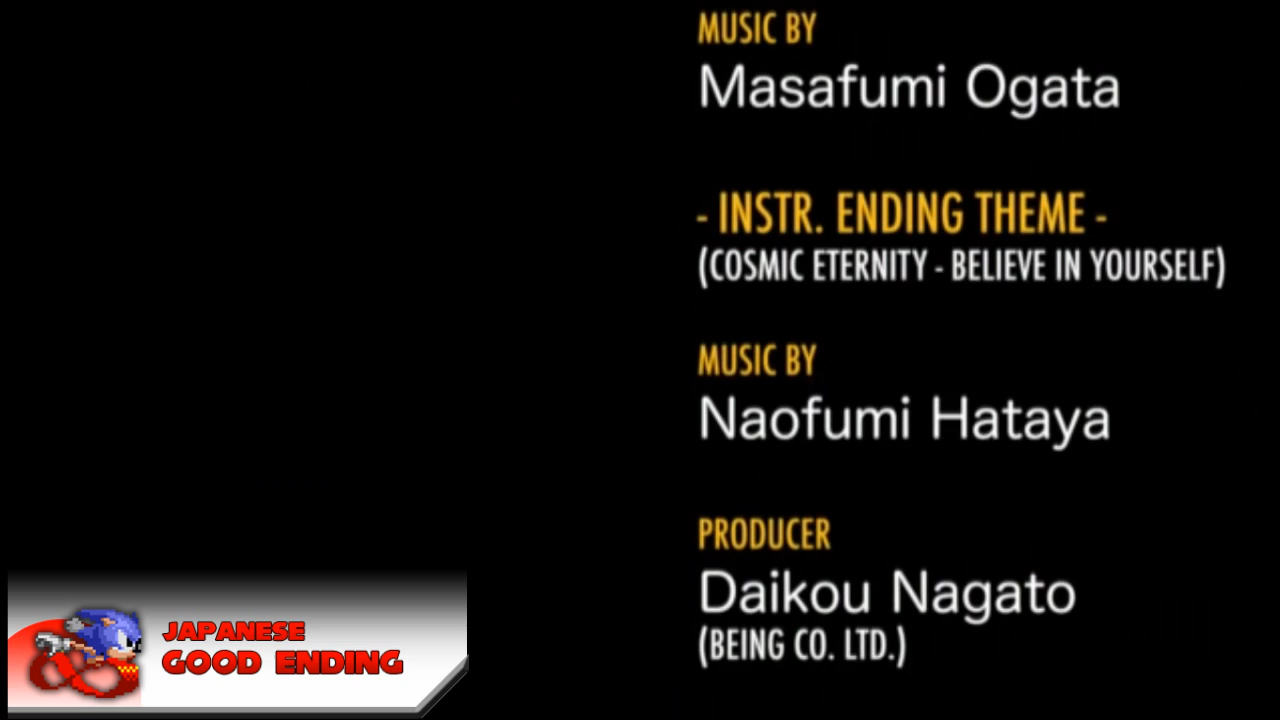 MUSIC BY
Masafumi Ogata
- INSTR. ENDING THEME -
(COSMIC ETERNITY - BELIEVE IN YOURSELF)
MUSIC BY
Naofumi Hataya
PRODUCER
Daikou Nagato
(BEING CO. LTD.)
JAPANESE
GOOD ENDING